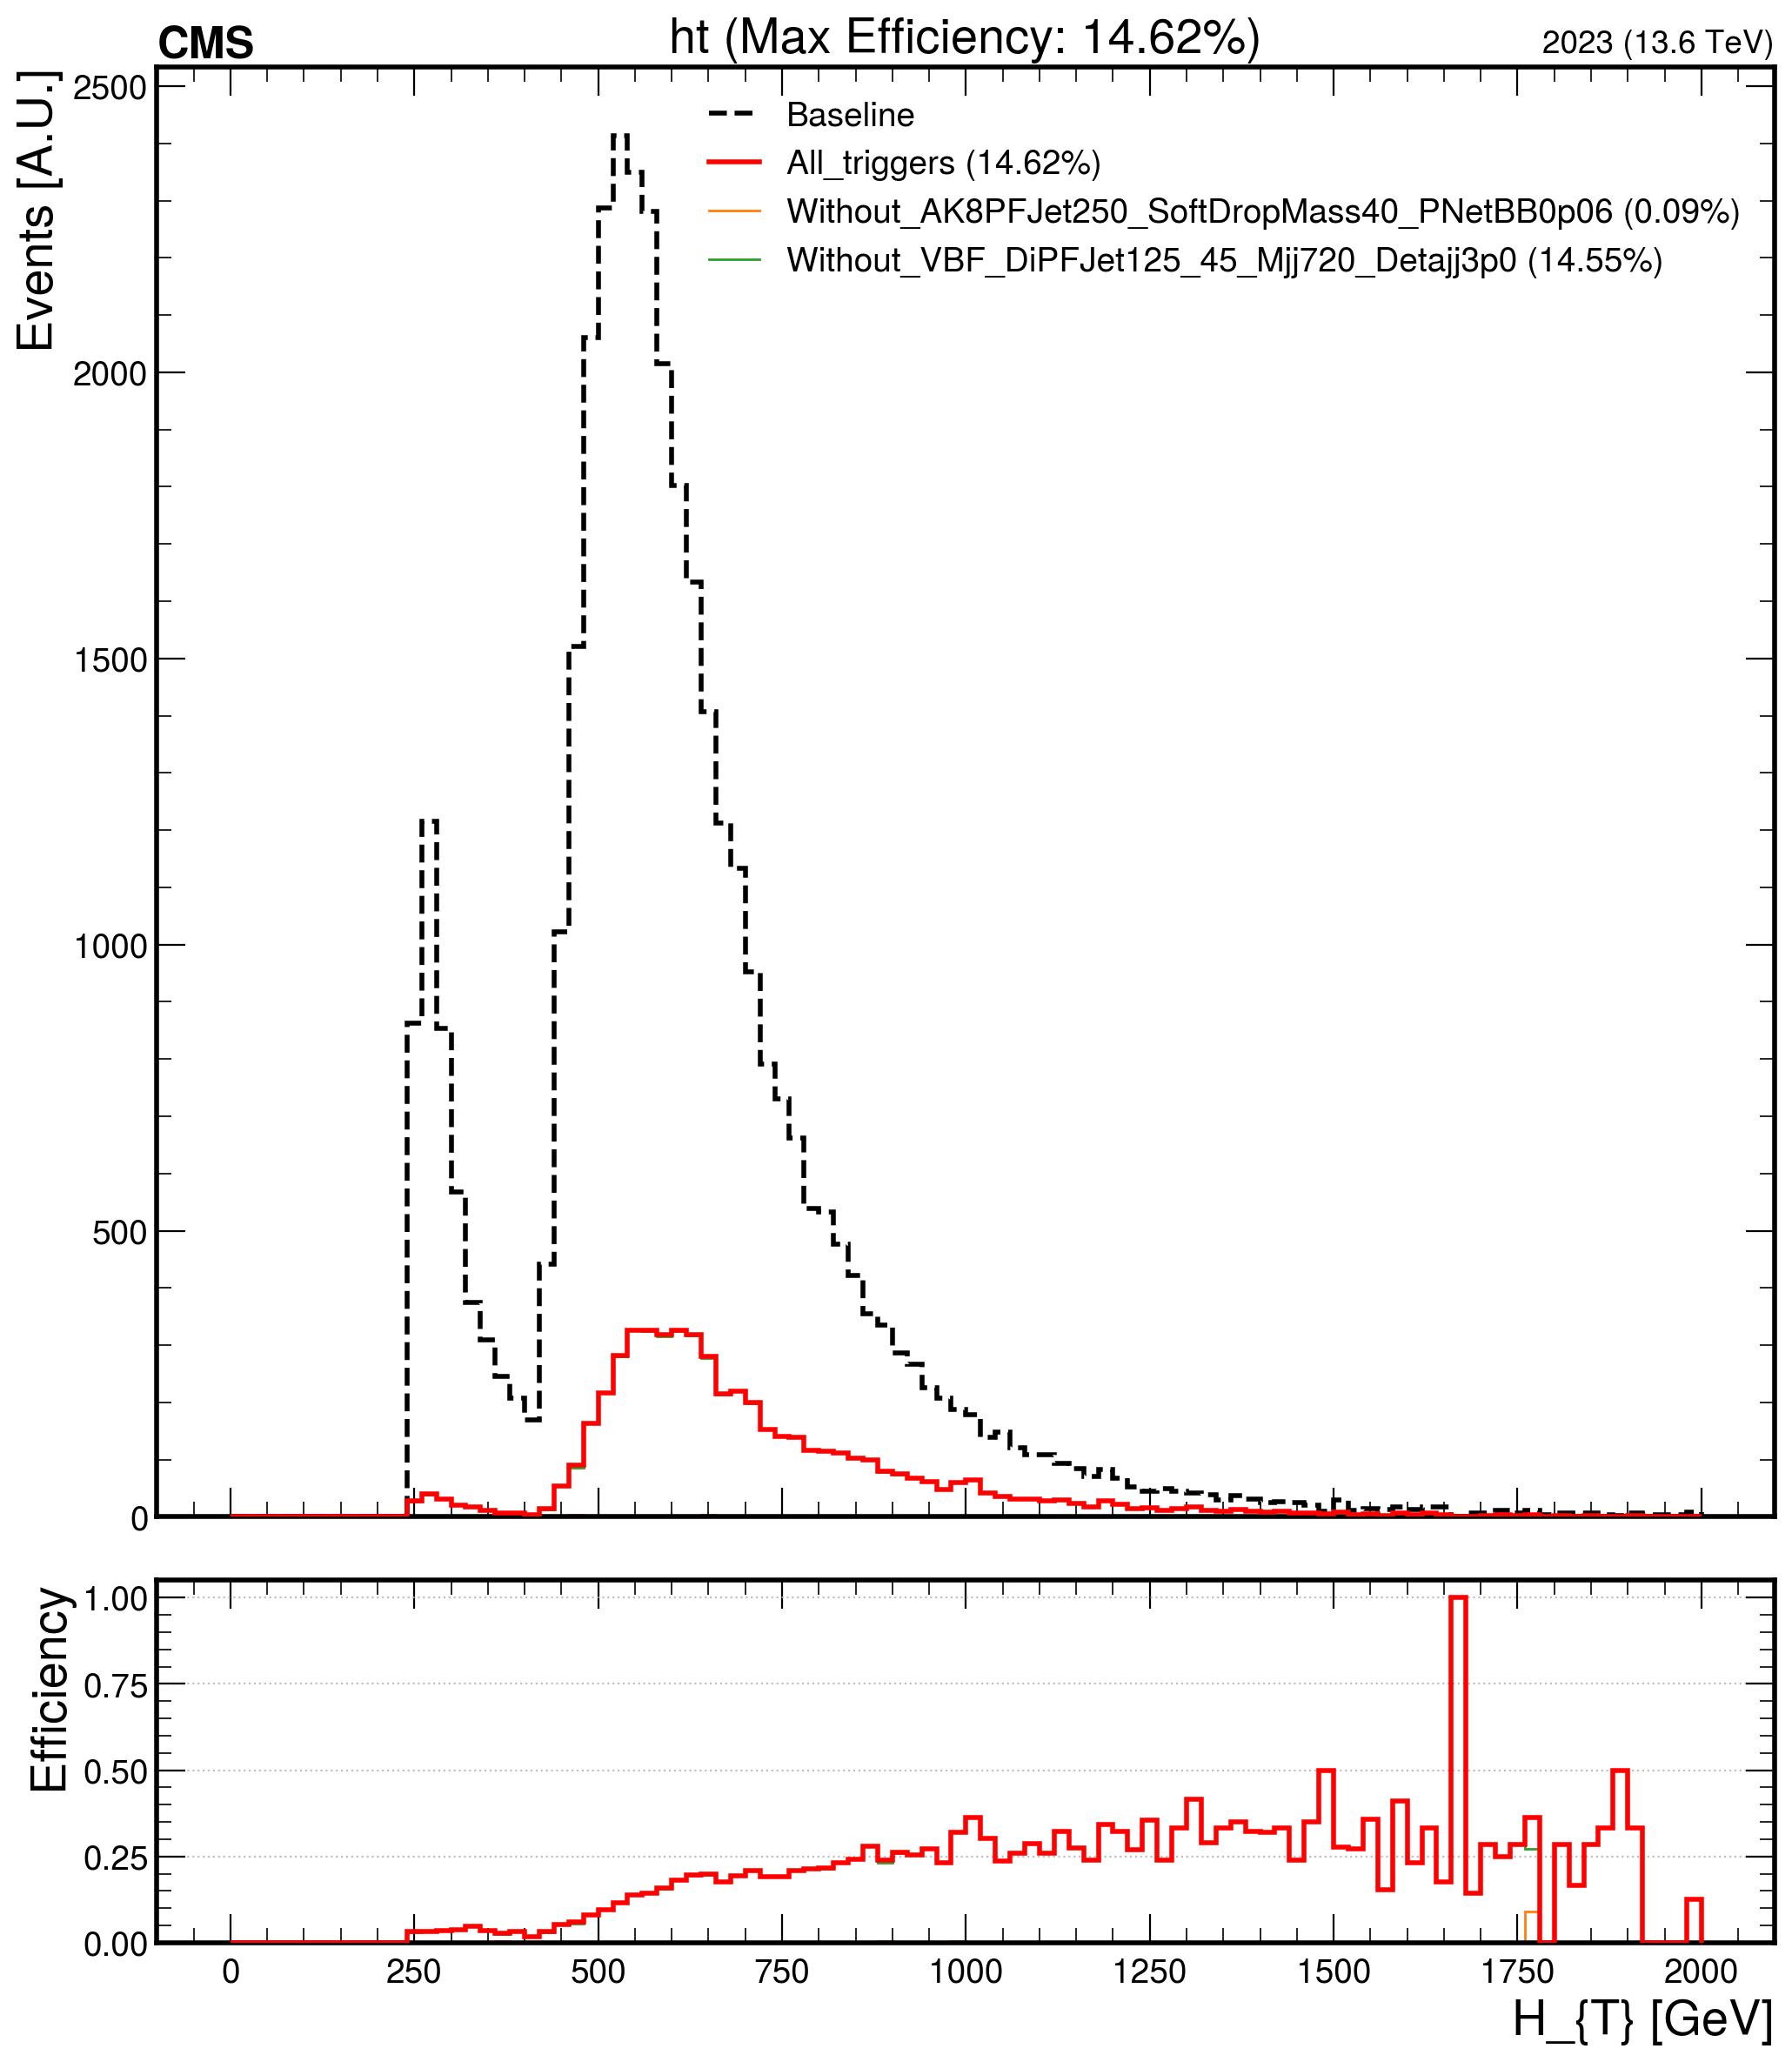 CMS
ht (Max Efficiency: 14.62%)
2023 (13.6 TeV)
Events [A.U.]
2500
2000
1500
1000
500
0
Baseline
All_triggers (14.62%)
Without_AK8PFJet250_SoftDropMass40_PNetBB0p06 (0.09%)
Without_VBF_DiPFJet125_45_Mjj720_Detajj3p0 (14.55%)
Efficiency
1.00
0.75
0.50
0.25
0.00
0 250 500 750 1000 1250 1500 1750 2000
H_{T} [GeV]